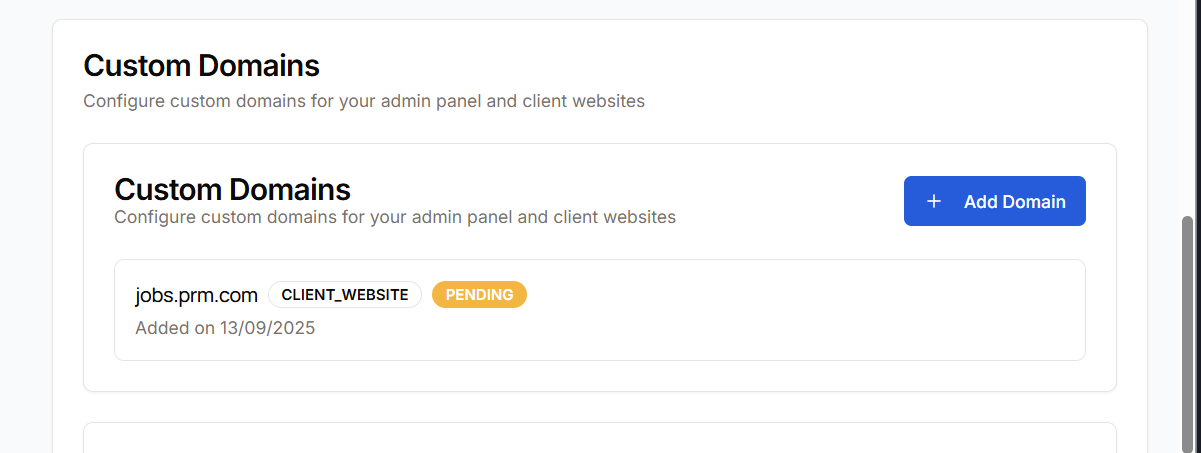 Custom Domains
Configure custom domains for your admin panel and client websites
Custom Domains
Configure custom domains for your admin panel and client websites
+ Add Domain
jobs.prm.com CLIENT_WEBSITE PENDING
Added on 13/09/2025